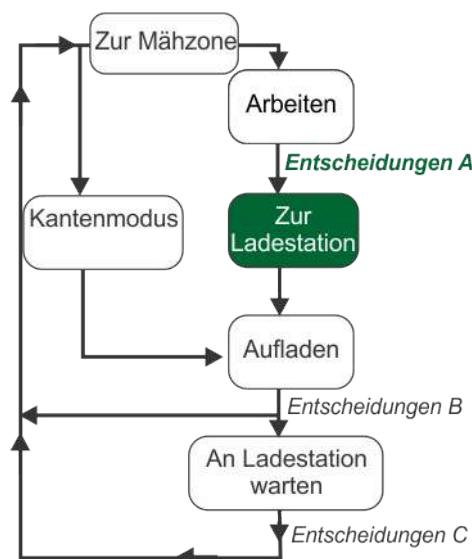 Zur Mähzone
Arbeiten
Entscheidungen A
Kantenmodus
Zur
Ladestation
Aufladen
Entscheidungen B
An Ladestation
warten
Entscheidungen C